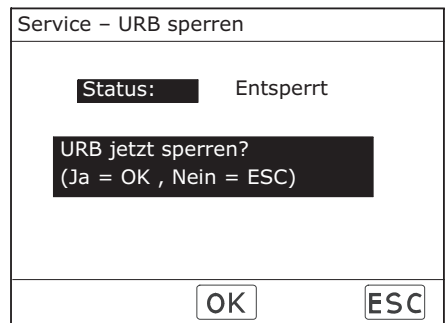 Service – URB sperren
Status: Entsperrt
URB jetzt sperren?
(Ja = OK , Nein = ESC)
OK ESC